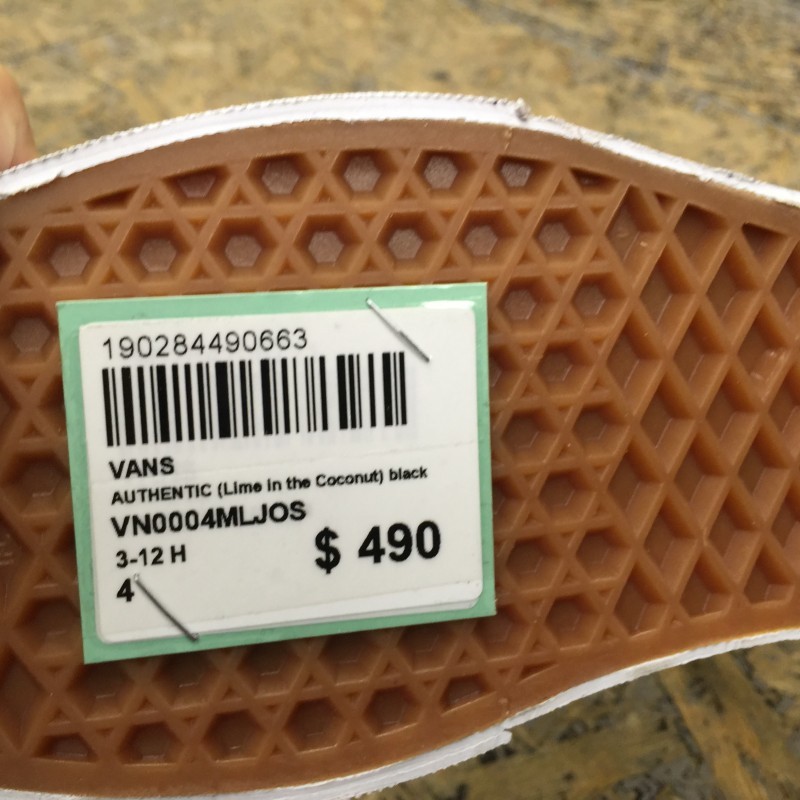 190284490663
VANS
AUTHENTIC (Lime in the Coconut) black
VN0004MLJOS
3-12 H
$ 490
4